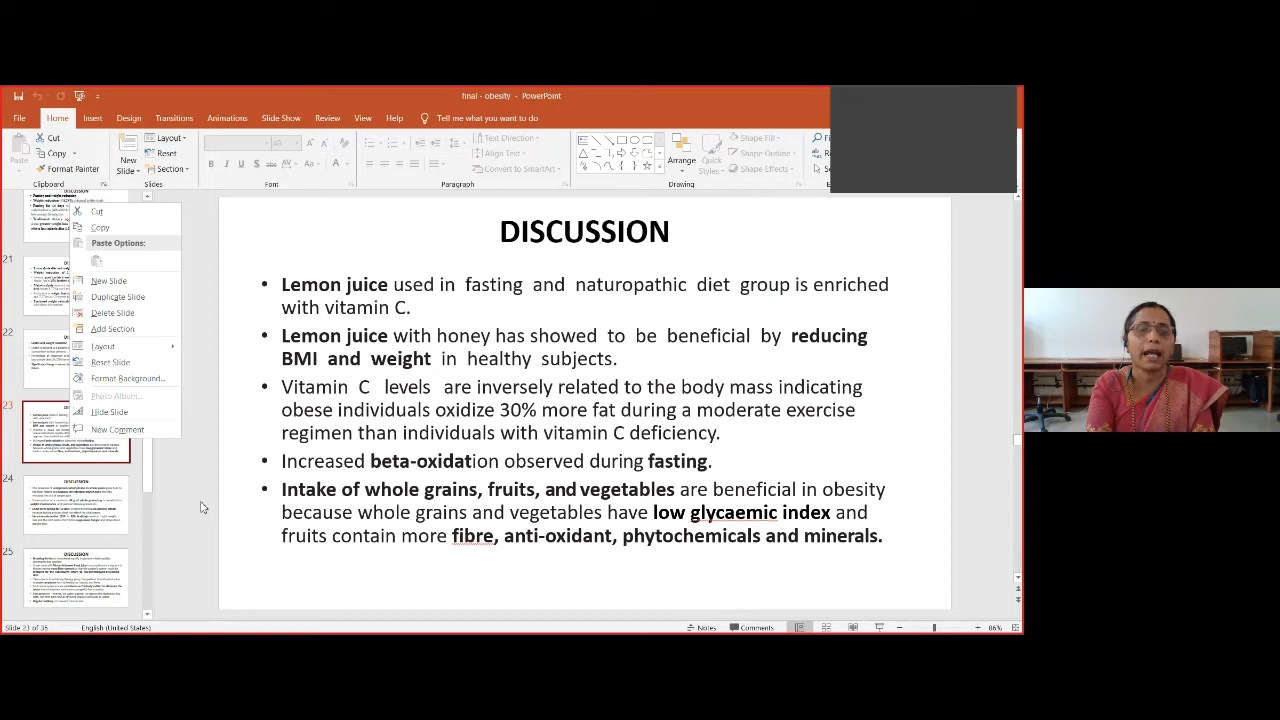 final - obesity - PowerPoint
File Home Insert Design Transitions Animations Slide Show Review View Help Tell me what you want to do
Paste
Cut
Copy
Format Painter
Clipboard
New
Slide
Layout
Reset
Section
Slides
40
Font
Text Direction
Align Text
Convert to SmartArt
Paragraph
Arrange
Quick
Styles
Shape Fill
Shape Outline
Shape Effects
Drawing
Cut
Copy
Paste Options:
New Slide
Duplicate Slide
Delete Slide
Add Section
Layout
Reset Slide
Format Background...
Photo Album...
Hide Slide
New Comment
21
22
23
24
DISCUSSION
25
DISCUSSION
DISCUSSION
• Lemon juice used in fasting and naturopathic diet group is enriched
with vitamin C.
• Lemon juice with honey has showed to be beneficial by reducing
BMI and weight in healthy subjects.
• Vitamin C levels are inversely related to the body mass indicating
obese individuals oxidize 30% more fat during a moderate exercise
regimen than individuals with vitamin C deficiency.
• Increased beta-oxidation observed during fasting.
• Intake of whole grains, fruits, and vegetables are beneficial in obesity
because whole grains and vegetables have low glycaemic index and
fruits contain more fibre, anti-oxidant, phytochemicals and minerals.
Slide 23 of 35 English (United States) Notes Comments 86%